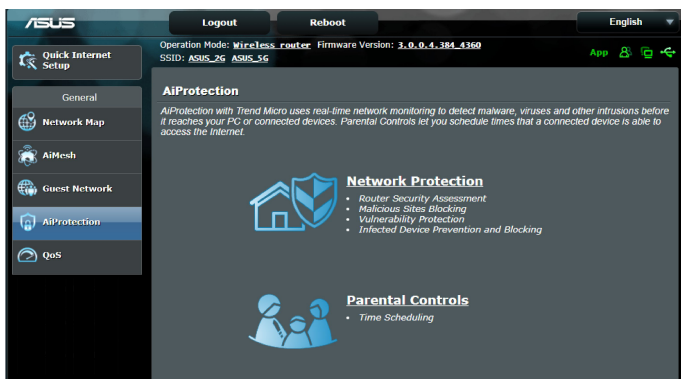 ASUS
Logout
Reboot
English
Quick Internet
Setup
Operation Mode: Wireless router Firmware Version: 3.0.0.4.384_4360
SSID: ASUS_2G ASUS_5G
App
General
Network Map
AiMesh
Guest Network
AiProtection
QoS
AiProtection
AiProtection with Trend Micro uses real-time network monitoring to detect malware, viruses and other intrusions before
it reaches your PC or connected devices. Parental Controls let you schedule times that a connected device is able to
access the Internet.
Network Protection
• Router Security Assessment
• Malicious Sites Blocking
• Vulnerability Protection
• Infected Device Prevention and Blocking
Parental Controls
• Time Scheduling